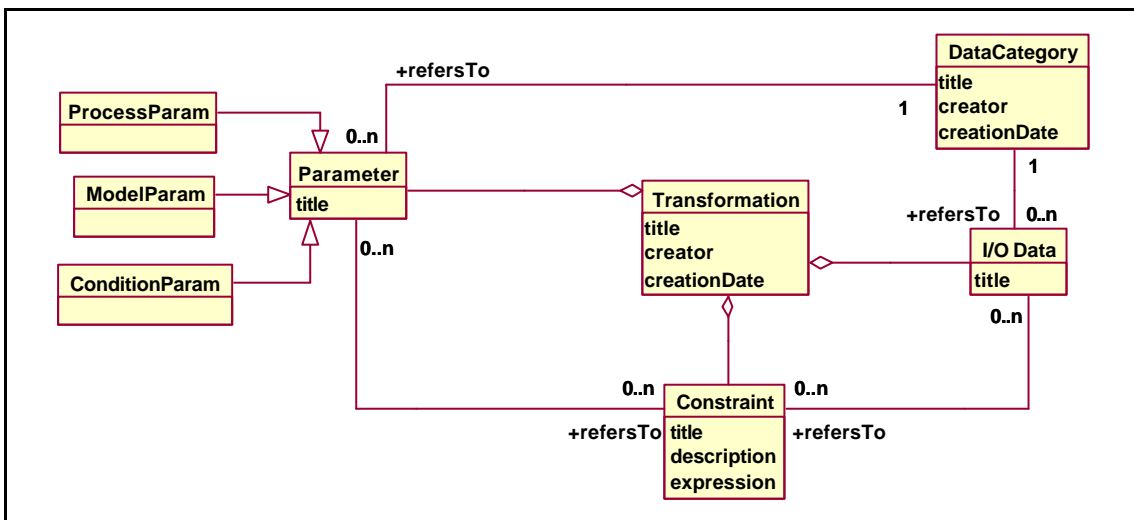 DataCategory
title
creator
creationDate
+refersTo
1
ProcessParam
0..n
Parameter
title
ModelParam
ConditionParam
0..n
Transformation
title
creator
creationDate
1
+refersTo
0..n
I/O Data
title
0..n
0..n
0..n
Constraint
title
description
expression
+refersTo
+refersTo